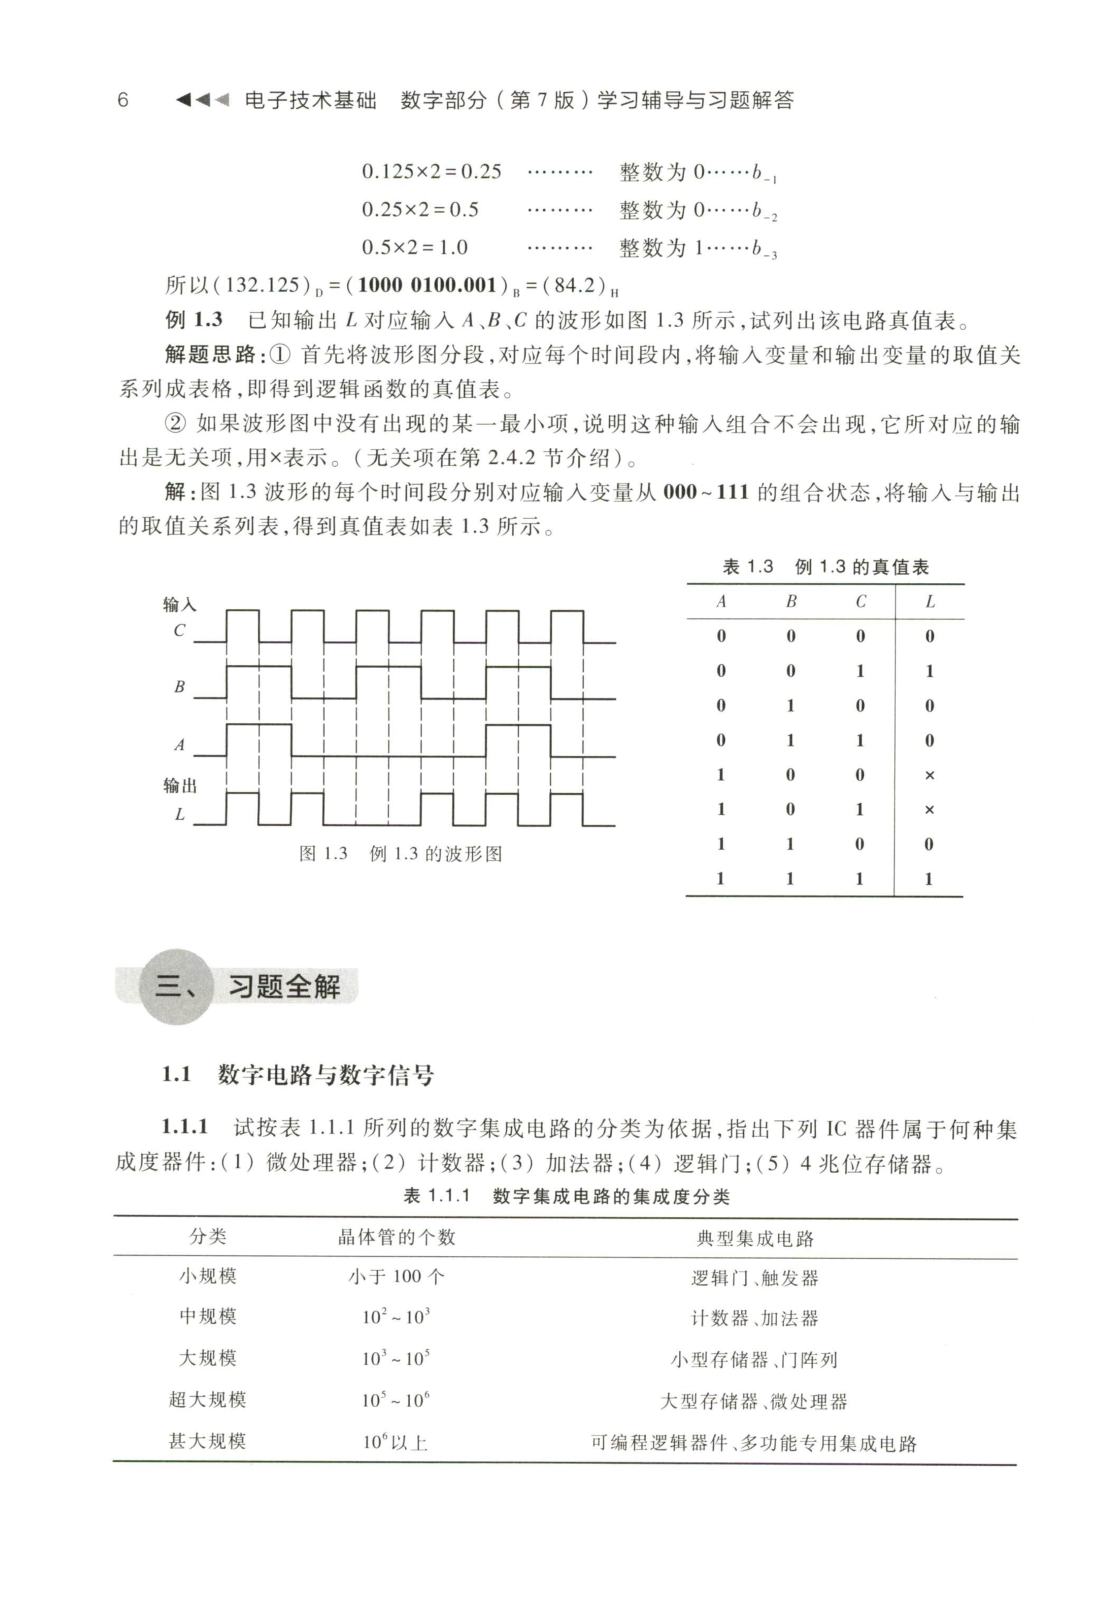 6 ◀◀◀ 电子技术基础 数字部分(第7版)学习辅导与习题解答
0.125×2=0.25 ……… 整数为 0……b₋₁
0.25×2=0.5 ……… 整数为 0……b₋₂
0.5×2=1.0 ……… 整数为 1……b₋₃
所以(132.125)D=(1000 0100.001)B=(84.2)H
例 1.3 已知输出 L 对应输入 A、B、C 的波形如图 1.3 所示,试列出该电路真值表。
解题思路:① 首先将波形图分段,对应每个时间段内,将输入变量和输出变量的取值关
系列成表格,即得到逻辑函数的真值表。
② 如果波形图中没有出现的某一最小项,说明这种输入组合不会出现,它所对应的输
出是无关项,用×表示。(无关项在第 2.4.2 节介绍)。
解:图 1.3 波形的每个时间段分别对应输入变量从 000~111 的组合状态,将输入与输出
的取值关系列表,得到真值表如表 1.3 所示。
输入
C
B
A
输出
L
图 1.3 例 1.3 的波形图
表 1.3 例 1.3 的真值表
A B C L
0 0 0 0
0 0 1 1
0 1 0 0
0 1 1 0
1 0 0 ×
1 0 1 ×
1 1 0 0
1 1 1 1
三、 习题全解
1.1 数字电路与数字信号
1.1.1 试按表 1.1.1 所列的数字集成电路的分类为依据,指出下列 IC 器件属于何种集
成度器件:(1) 微处理器;(2) 计数器;(3) 加法器;(4) 逻辑门;(5) 4 兆位存储器。
表 1.1.1 数字集成电路的集成度分类
分类 晶体管的个数 典型集成电路
小规模 小于 100 个 逻辑门、触发器
中规模 10²~10³ 计数器、加法器
大规模 10³~10⁵ 小型存储器、门阵列
超大规模 10⁵~10⁶ 大型存储器、微处理器
甚大规模 10⁶以上 可编程逻辑器件、多功能专用集成电路